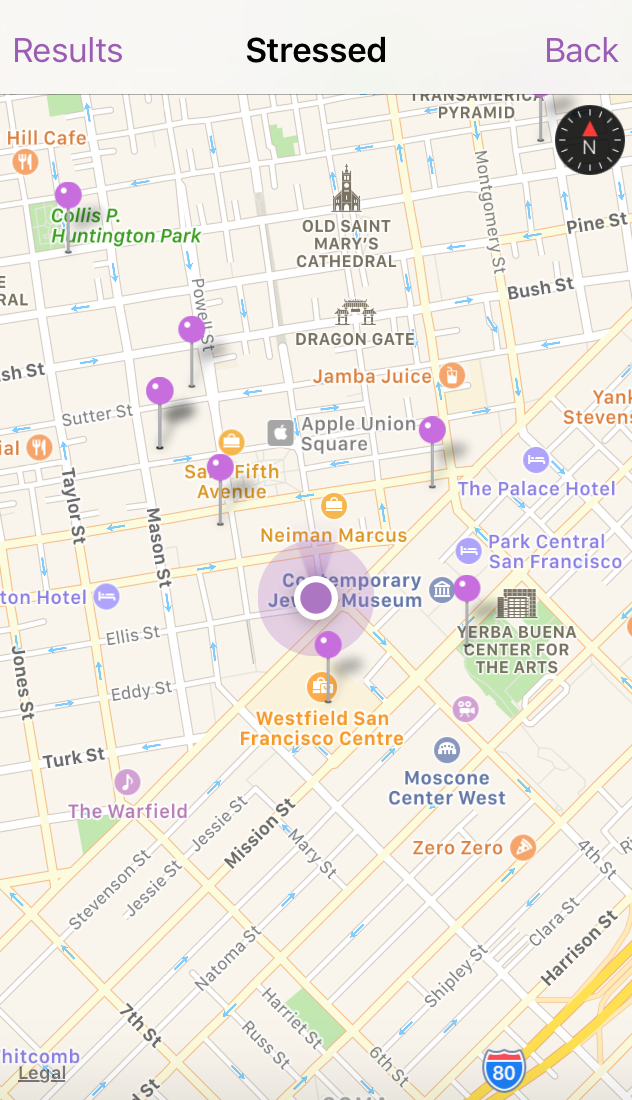 Results
Stressed
Back
TRANSAMERICA
PYRAMID
N
Hill Cafe
Collis P.
Huntington Park
Montgomery St
Pine St
OLD SAINT
MARY'S
CATHEDRAL
RAL
Powell St
Bush St
DRAGON GATE
sh St
Jamba Juice
Yank
Stevens
Sutter St
Apple Union
Square
ial
Fifth
Avenue
The Palace Hotel
Taylor St
Mason St
Neiman Marcus
Park Central
San Francisco
Contemporary
Museum
ton Hotel
YERBA BUENA
CENTER FOR
THE ARTS
Ellis St
Jones St
Eddy St
Westfield San
Francisco Centre
Turk St
Moscone
Center West
The Warfield
Jessie St
Mission St
Mary St
Zero Zero
4th St
Stevenson St
Jessie St
Clara St
Harrison St
Natoma St
Shipley St
7th St
Harriet St
Russ St
6th St
hitcomb
Legal
80
d St